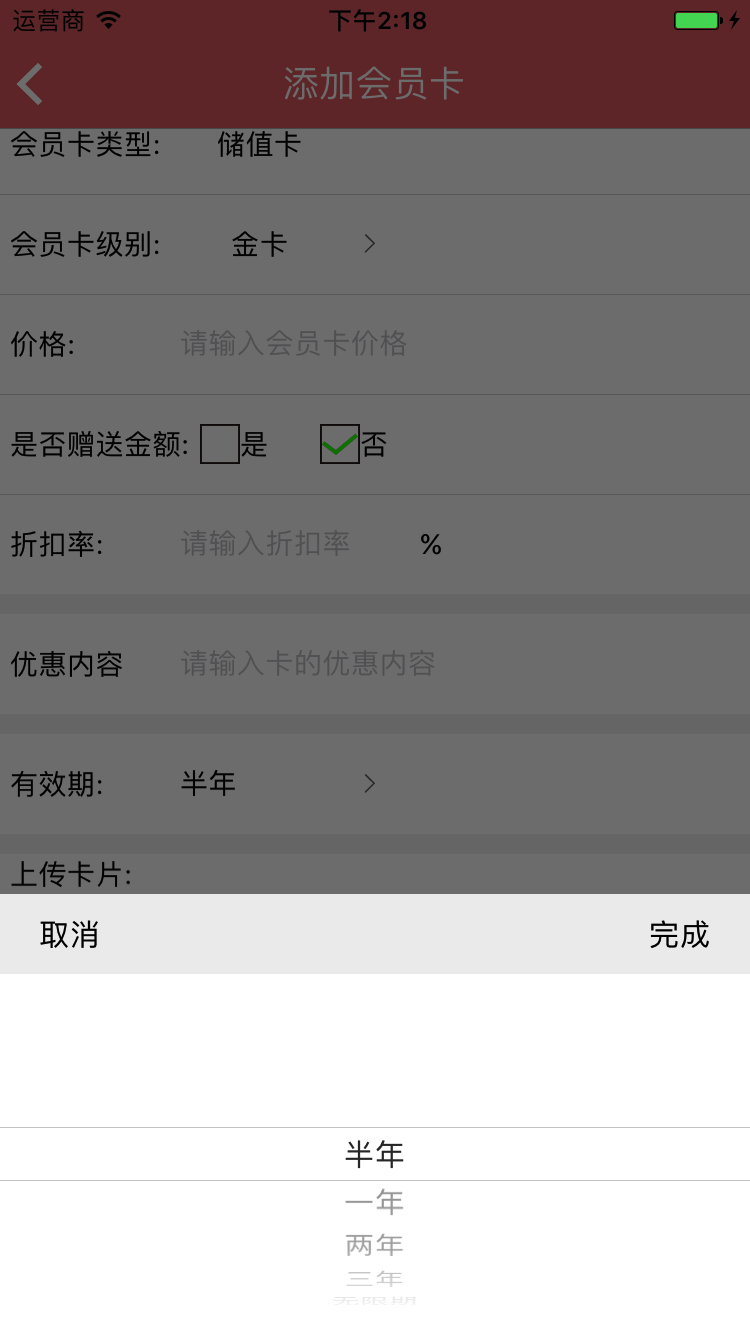 运营商 下午2:18
添加会员卡
会员卡类型: 储值卡
会员卡级别: 金卡
价格: 请输入会员卡价格
是否赠送金额: 是 否
折扣率: 请输入折扣率 %
优惠内容 请输入卡的优惠内容
有效期: 半年
上传卡片:
取消 完成
半年
一年
两年
三年